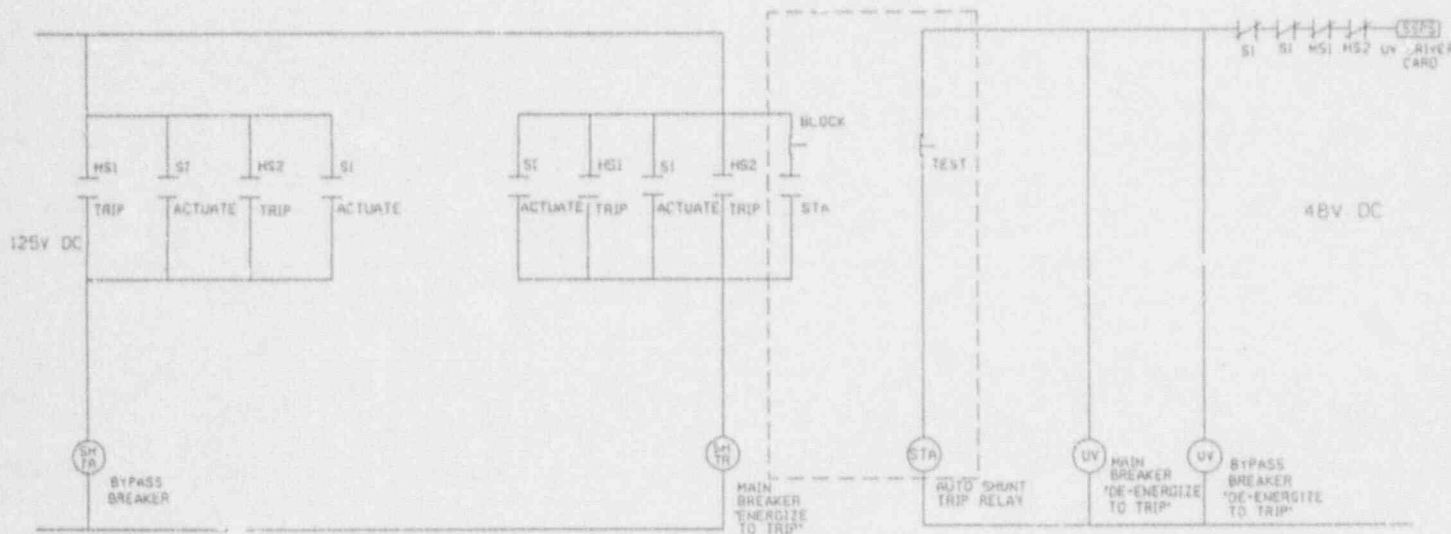 SI SI HS1 HS2 UV
SSPS
CARD
BLOCK
HS1 SI HS2 SI
SI HS1 SI HS2
TEST
TRIP ACTUATE TRIP ACTUATE
ACTUATE TRIP ACTUATE TRIP STA
48V DC
125V DC
SH
TR
BYPASS
BREAKER
TR
MAIN
BREAKER
"ENERGIZE
TO TRIP"
STA
AUTO SHUNT
TRIP RELAY
UV
MAIN
BREAKER
"DE-ENERGIZE
TO TRIP"
UV
BYPASS
BREAKER
"DE-ENERGIZE
TO TRIP"